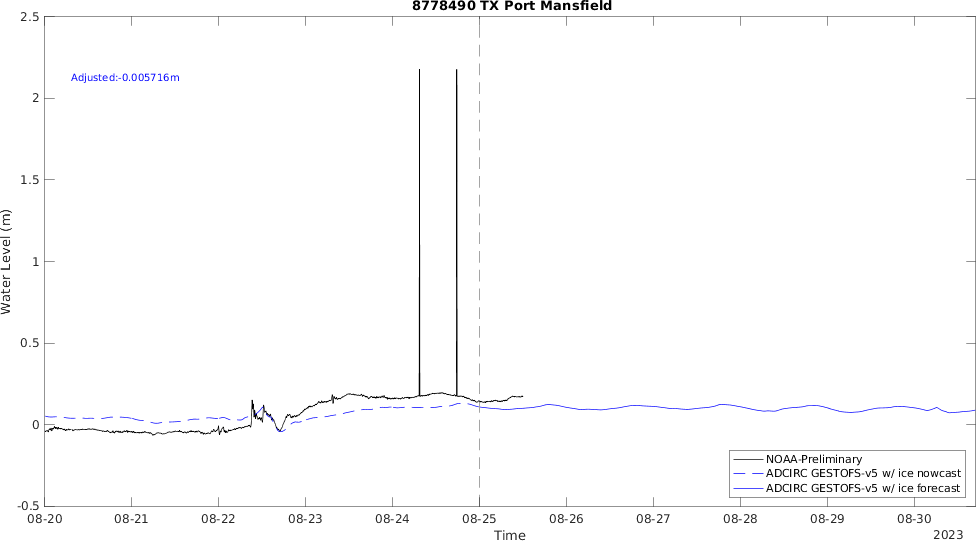 8778490 TX Port Mansfield
2.5
2
1.5
1
0.5
0
-0.5
Water Level (m)
Adjusted:-0.005716m
NOAA-Preliminary
ADCIRC GESTOFS-v5 w/ ice nowcast
ADCIRC GESTOFS-v5 w/ ice forecast
08-20 08-21 08-22 08-23 08-24 08-25 08-26 08-27 08-28 08-29 08-30
Time
2023